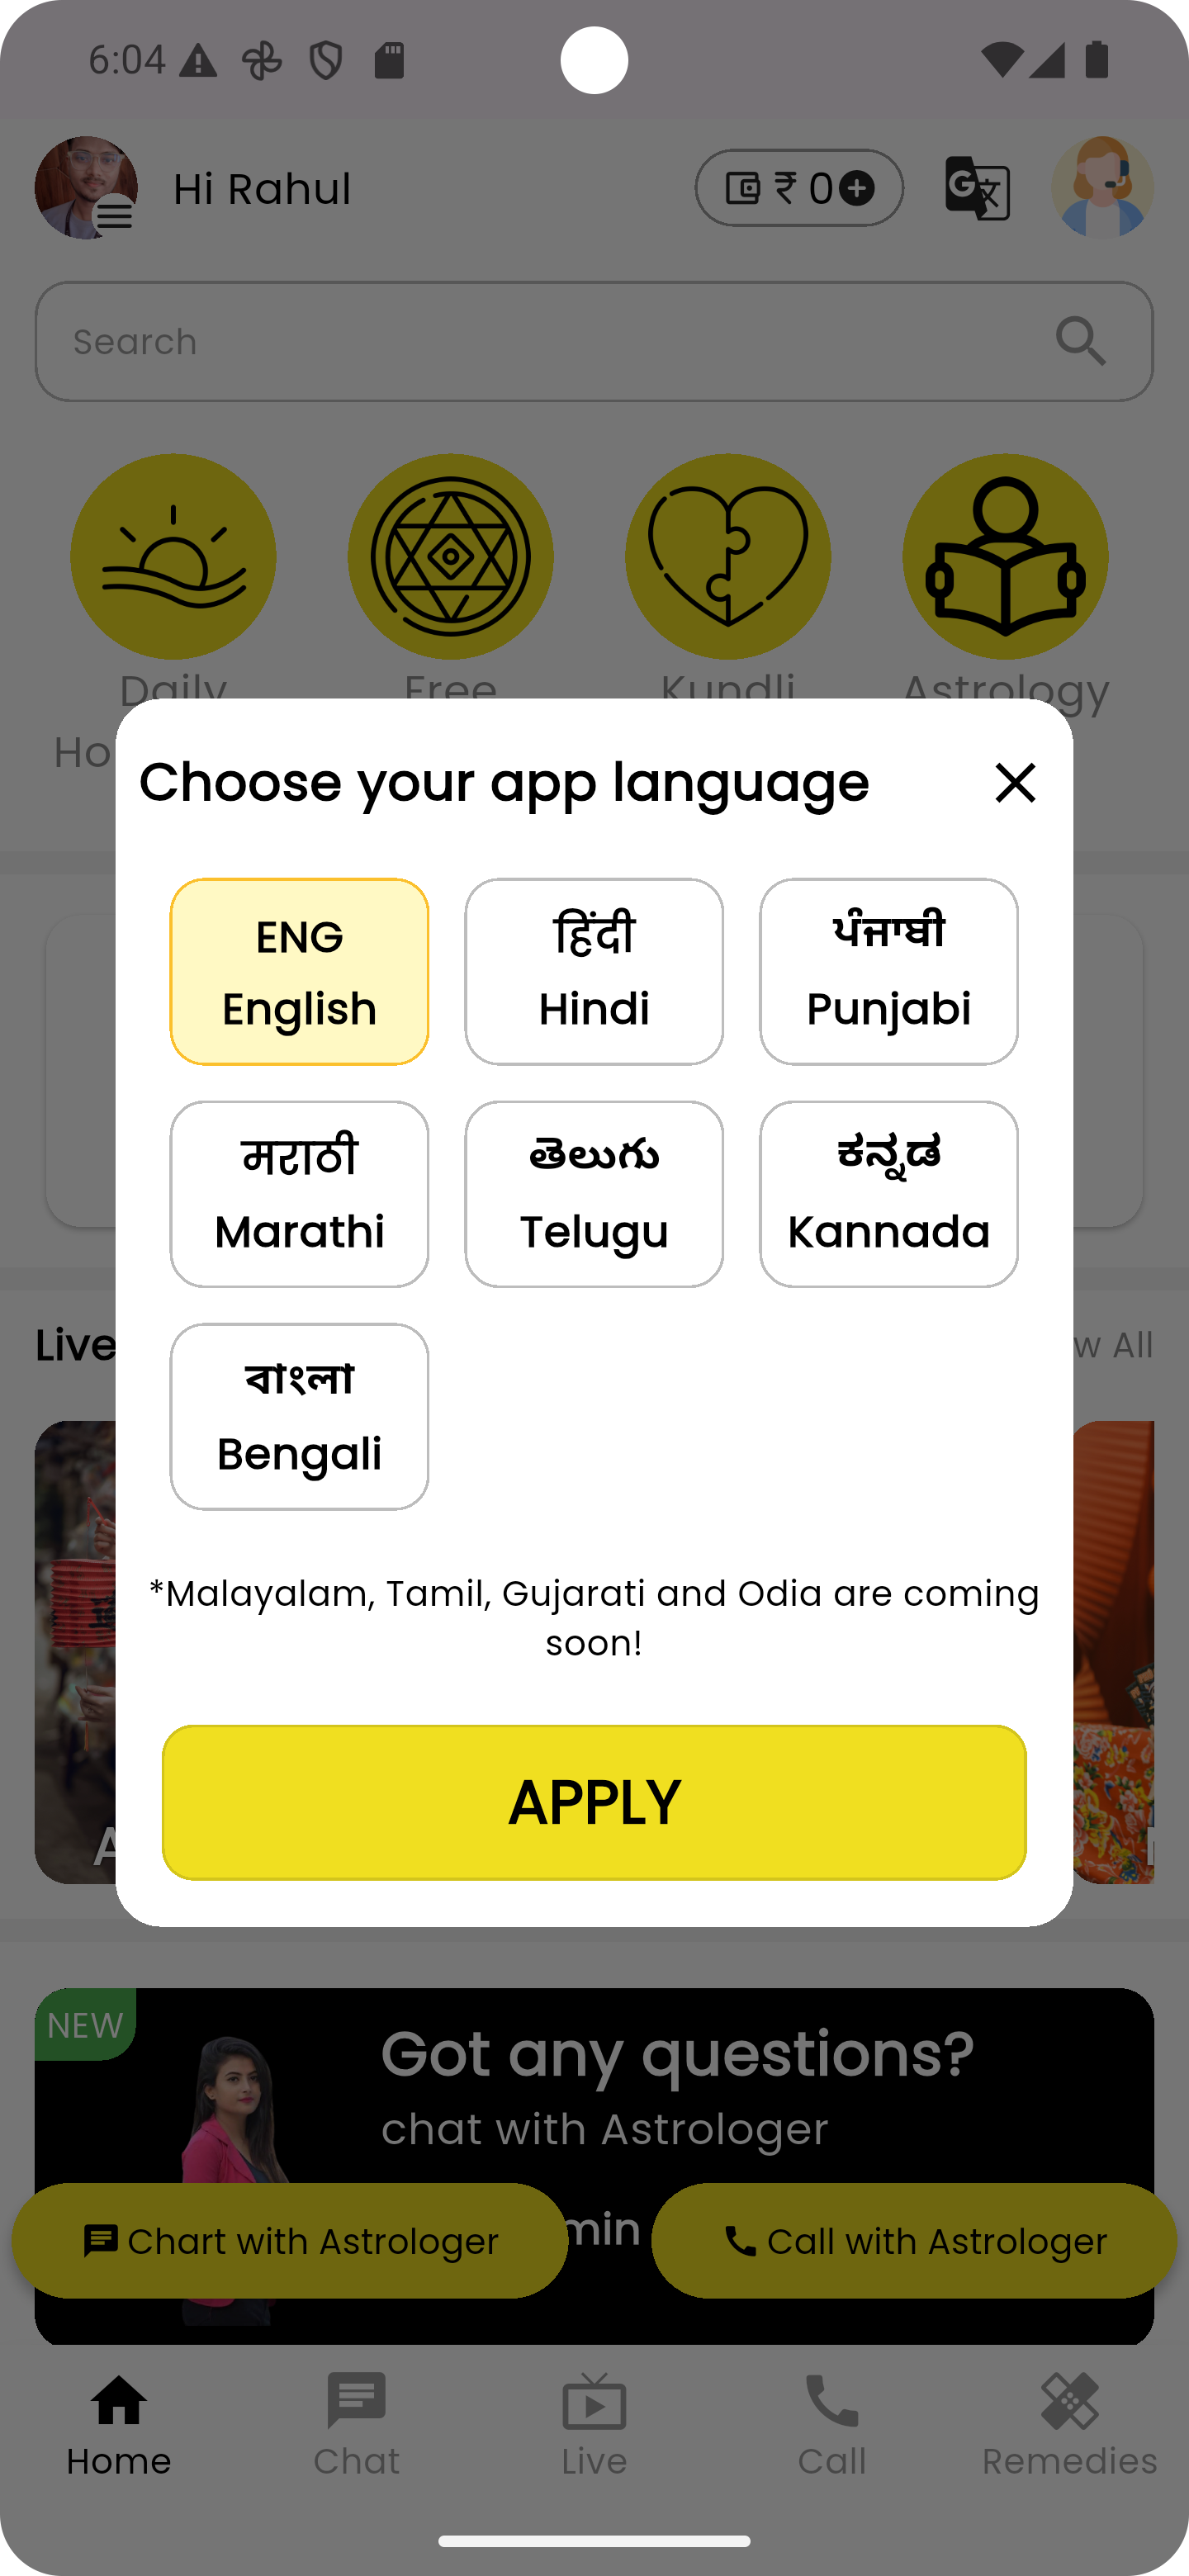 6:04
Hi Rahul
₹ 0
Search
Daily Free Kundli Astrology
Ho
Choose your app language
ENG
English
हिंदी
Hindi
ਪੰਜਾਬੀ
Punjabi
मराठी
Marathi
తెలుగు
Telugu
ಕನ್ನಡ
Kannada
বাংলা
Bengali
Live
w All
*Malayalam, Tamil, Gujarati and Odia are coming
soon!
APPLY
A
NEW
Got any questions?
chat with Astrologer
min
Chart with Astrologer
Call with Astrologer
Home
Chat
Live
Call
Remedies